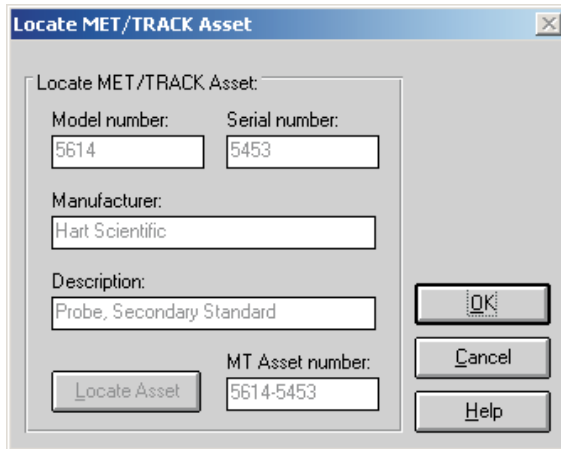 Locate MET/TRACK Asset
Locate MET/TRACK Asset:
Model number: Serial number:
5614 5453
Manufacturer:
Hart Scientific
Description:
Probe, Secondary Standard
OK
MT Asset number:
Cancel
Locate Asset 5614-5453
Help